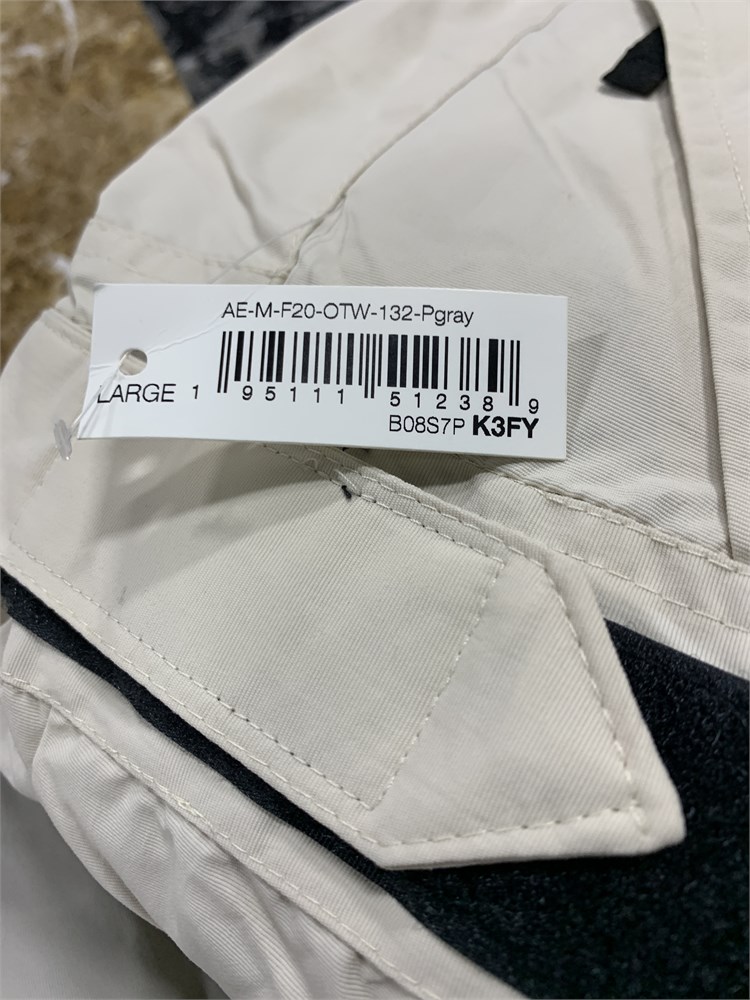 AE-M-F20-OTW-132-Pgray
LARGE 1 95111 51238 9
B08S7P K3FY